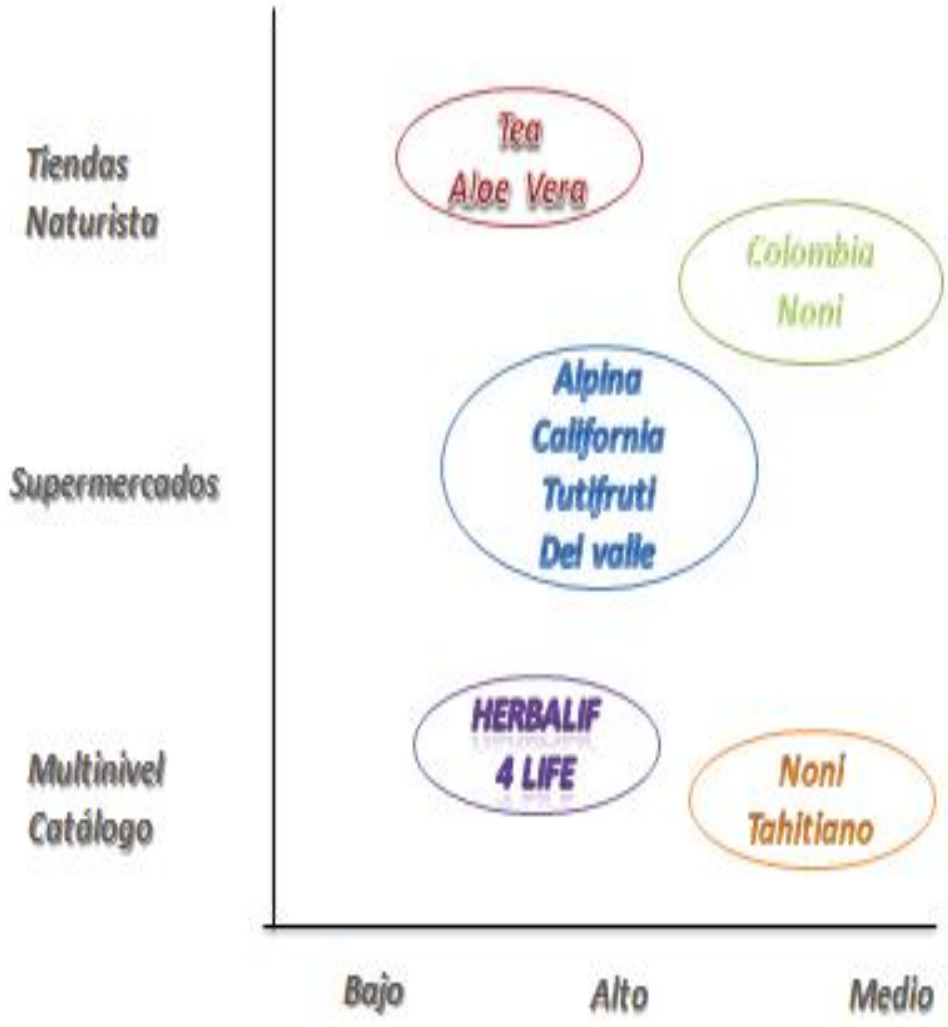 Tea
Aloe Vera
Tiendas
Naturista
Colombia
Noni
Alpina
California
Tutifruti
Del valle
Supermercados
HERBALIF
4 LIFE
Multinivel
Catálogo
Noni
Tahitiano
Bajo
Alto
Medio